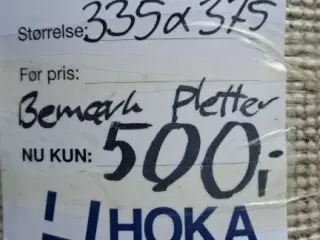 Størrelse: 335 x 375
Før pris:
Bemærk Pletter
NU KUN: 500,-
HOKA